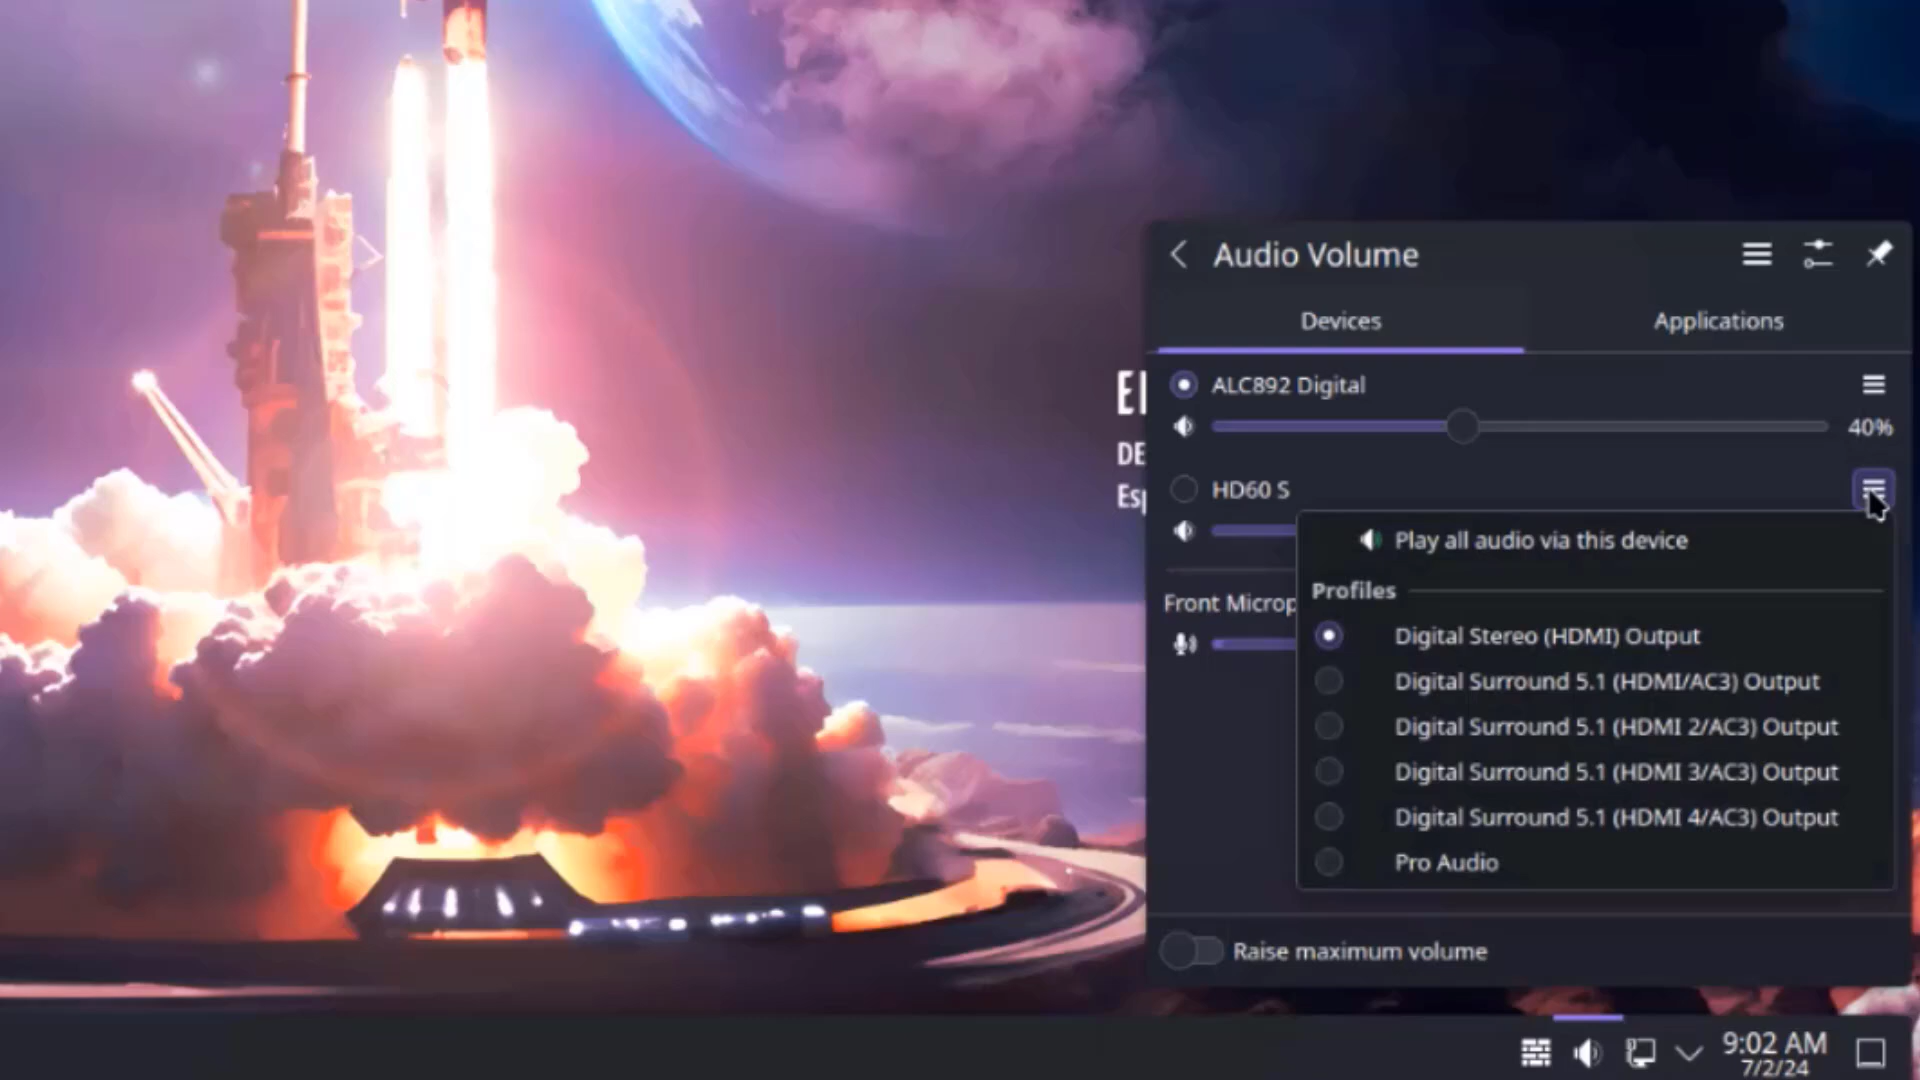 Audio Volume
Devices
Applications
ALC892 Digital
40%
HD60 S
Play all audio via this device
Profiles
Front Microp
Digital Stereo (HDMI) Output
Digital Surround 5.1 (HDMI/AC3) Output
Digital Surround 5.1 (HDMI 2/AC3) Output
Digital Surround 5.1 (HDMI 3/AC3) Output
Digital Surround 5.1 (HDMI 4/AC3) Output
Pro Audio
Raise maximum volume
9:02 AM
7/2/24